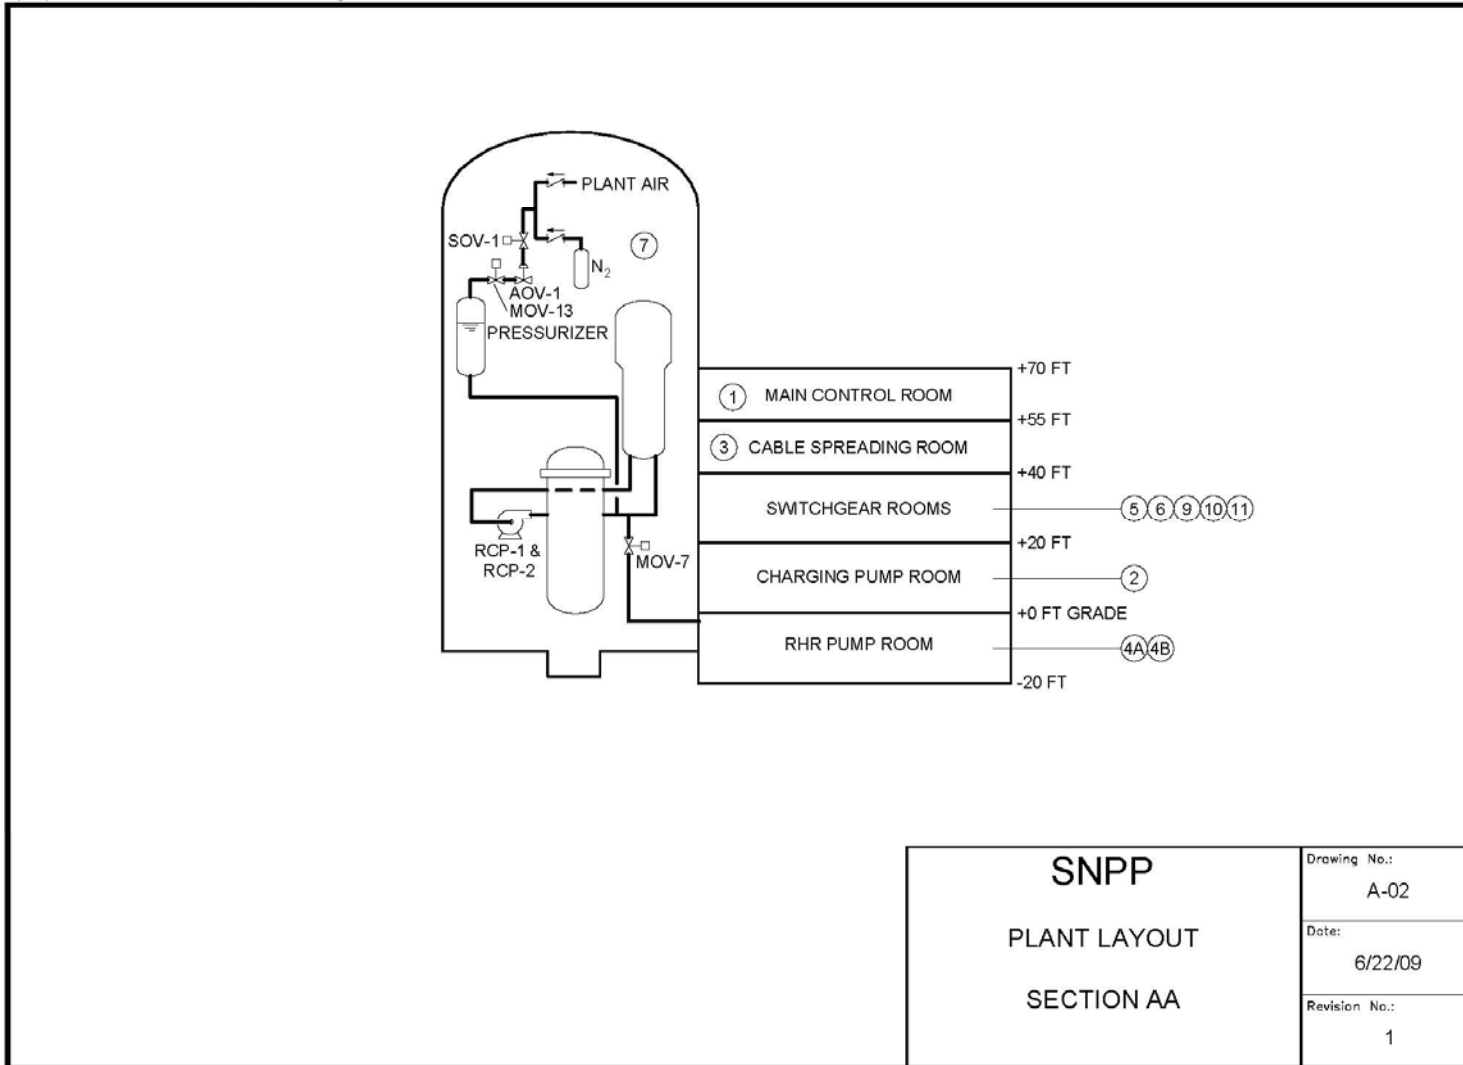 PLANT AIR
SOV-1
7
N2
AOV-1
MOV-13
PRESSURIZER
+70 FT
1 MAIN CONTROL ROOM
+55 FT
3 CABLE SPREADING ROOM
+40 FT
SWITCHGEAR ROOMS
5 6 9 10 11
+20 FT
RCP-1 &
RCP-2
MOV-7
CHARGING PUMP ROOM
2
+0 FT GRADE
RHR PUMP ROOM
4A 4B
-20 FT
SNPP
PLANT LAYOUT
SECTION AA
Drawing No.:
A-02
Date:
6/22/09
Revision No.:
1